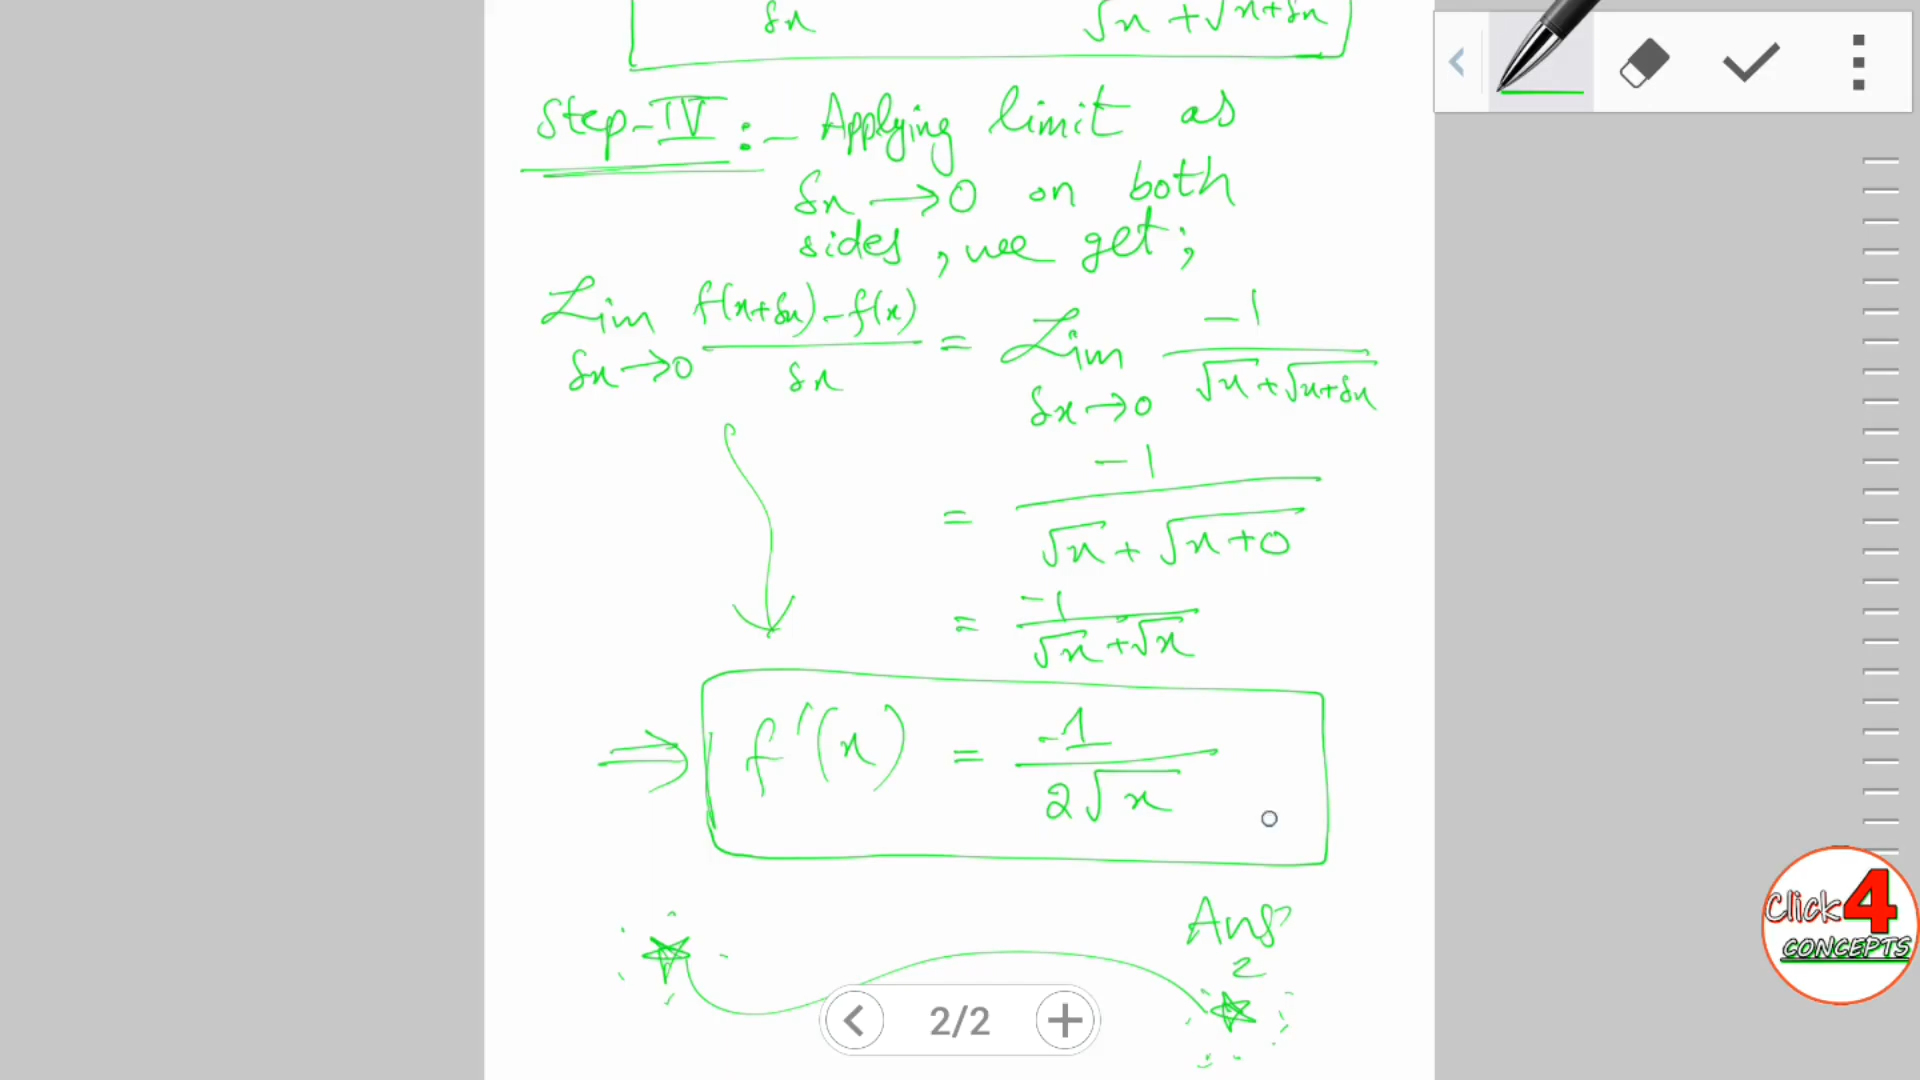 δx √x + √x+δx
Step-IV :- Applying limit as
δx → 0 on both
sides, we get;
Lim δx→0 f(x+δx) - f(x) / δx = Lim δx→0 -1 / √x + √x+δx
= -1 / √x + √x+0
= -1 / √x + √x
⇒ f'(x) = -1 / 2√x
Ans
2/2
Click 4
CONCEPTS